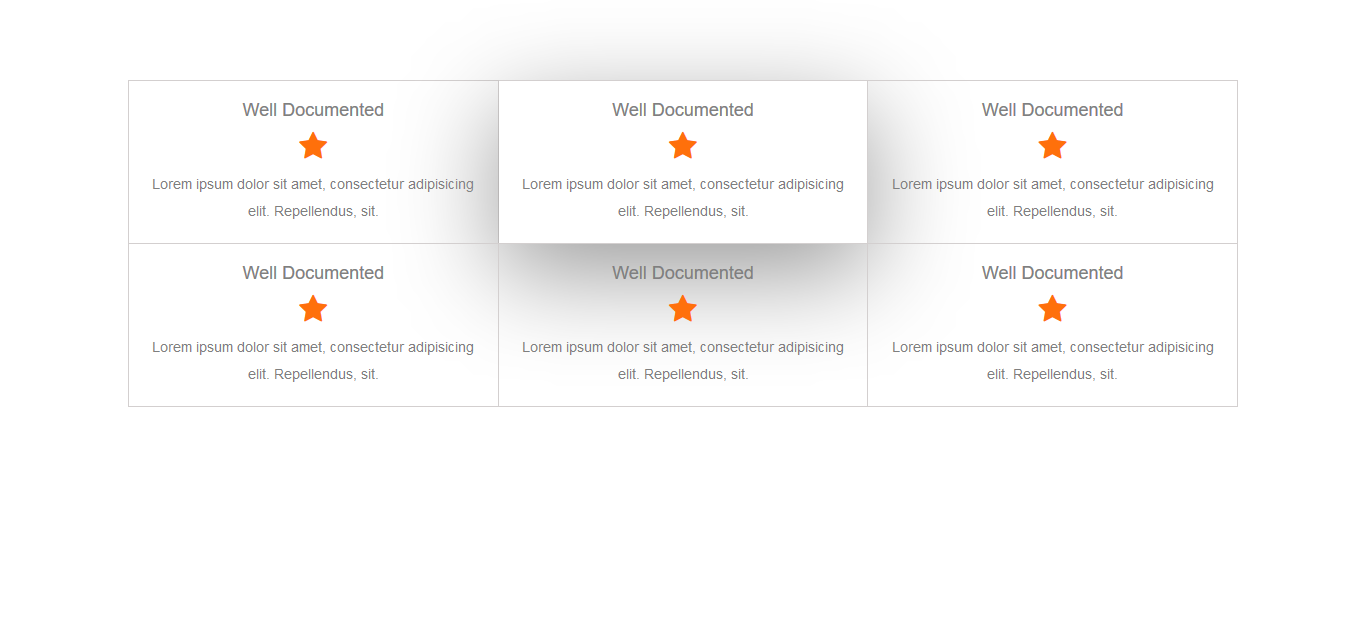 Well Documented
Lorem ipsum dolor sit amet, consectetur adipisicing
elit. Repellendus, sit.
Well Documented
Lorem ipsum dolor sit amet, consectetur adipisicing
elit. Repellendus, sit.
Well Documented
Lorem ipsum dolor sit amet, consectetur adipisicing
elit. Repellendus, sit.
Well Documented
Lorem ipsum dolor sit amet, consectetur adipisicing
elit. Repellendus, sit.
Well Documented
Lorem ipsum dolor sit amet, consectetur adipisicing
elit. Repellendus, sit.
Well Documented
Lorem ipsum dolor sit amet, consectetur adipisicing
elit. Repellendus, sit.